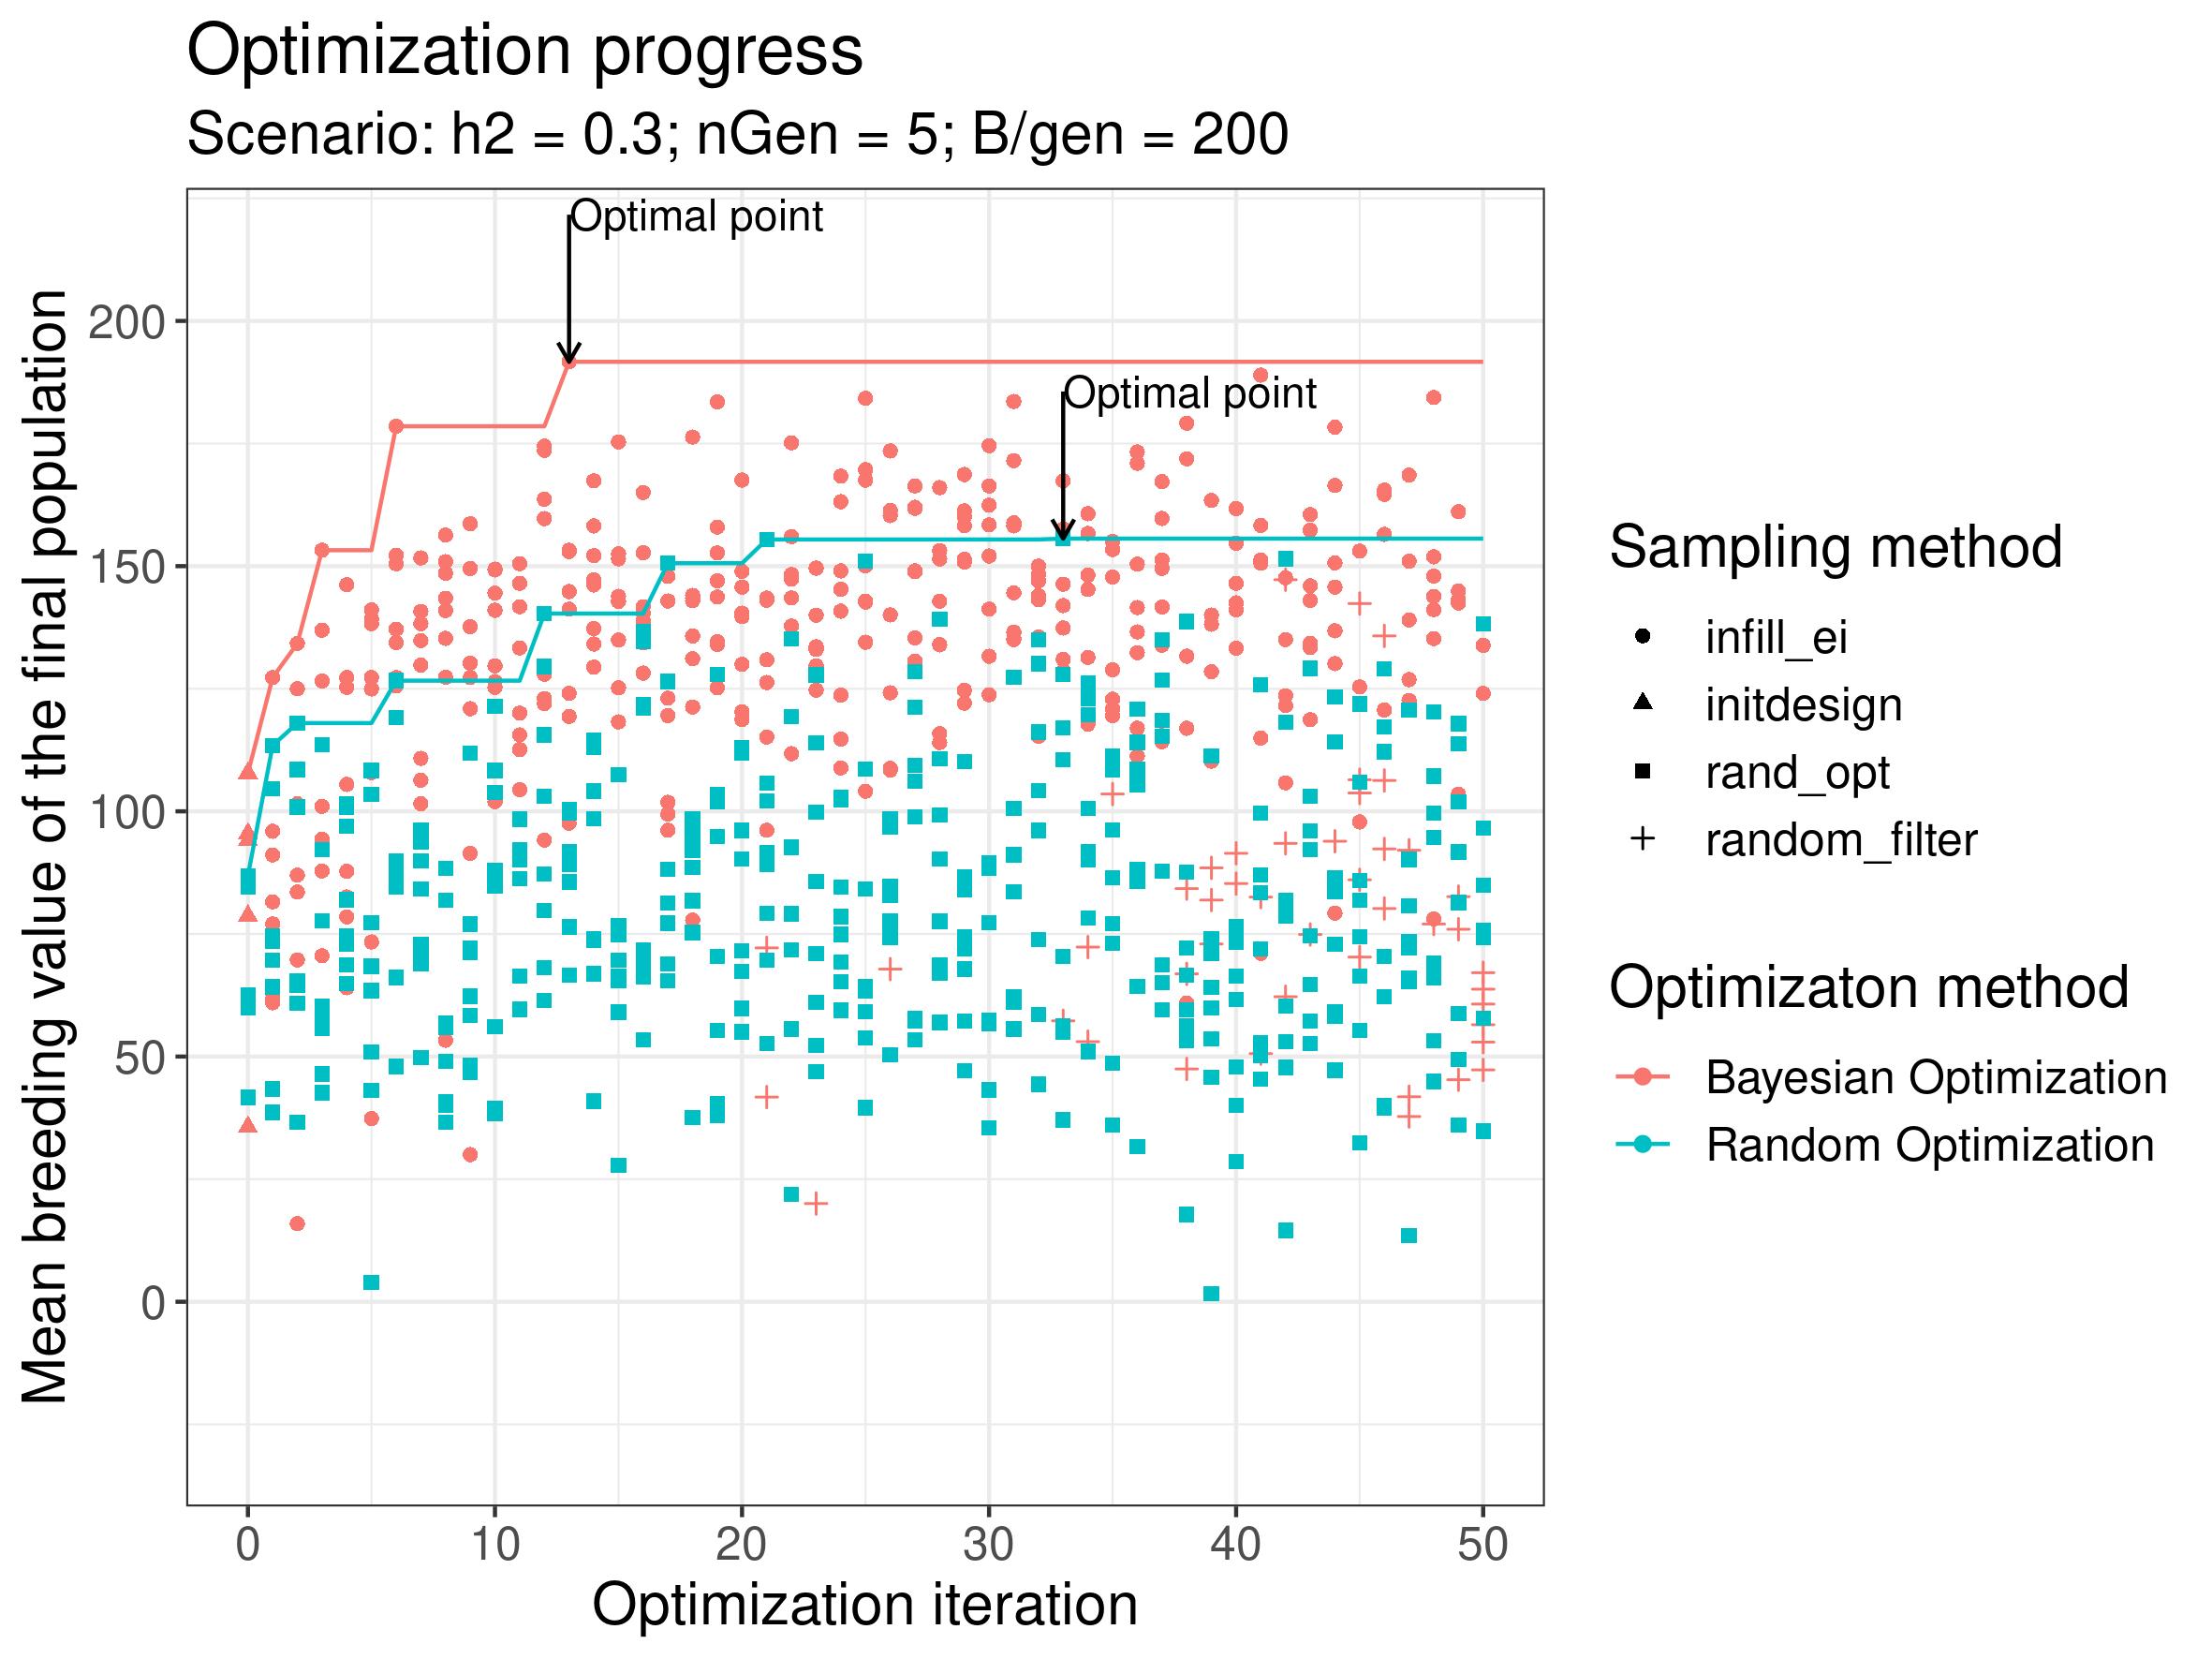 Optimization progress
Scenario: h2 = 0.3; nGen = 5; B/gen = 200
Mean breeding value of the final population
200
150
100
50
0
Optimal point
Optimal point
0 10 20 30 40 50
Optimization iteration
Sampling method
infill_ei
initdesign
rand_opt
random_filter
Optimizaton method
Bayesian Optimization
Random Optimization